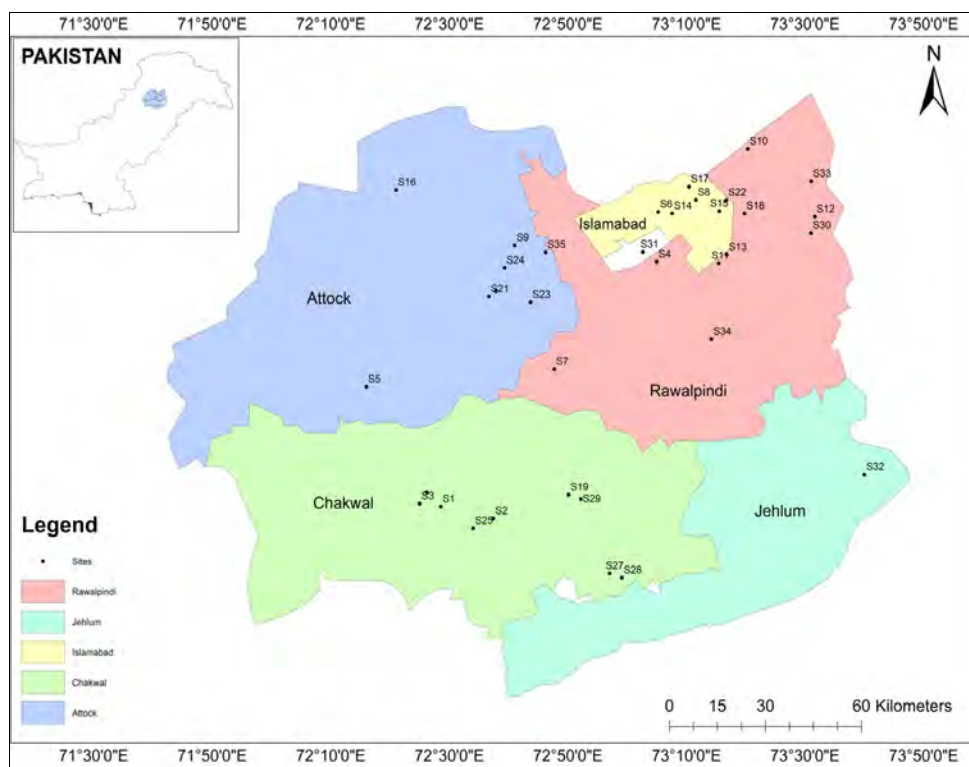 71°30'0"E 71°50'0"E 72°10'0"E 72°30'0"E 72°50'0"E 73°10'0"E 73°30'0"E 73°50'0"E
PAKISTAN
N
S10
S17
S33
S16
S8
S22
S6
S14
S15
S18
S12
Islamabad
S30
S9
S35
S31
S13
S4
S11
S24
S21
S23
Attock
S34
S7
S5
Rawalpindi
S32
S19
S3
S1
S29
Chakwal
S2
S25
Jehlum
S27
S28
Legend
Sites
Rawalpindi
Jehlum
Islamabad
Chakwal
Attock
0 15 30 60 Kilometers
71°30'0"E 71°50'0"E 72°10'0"E 72°30'0"E 72°50'0"E 73°10'0"E 73°30'0"E 73°50'0"E